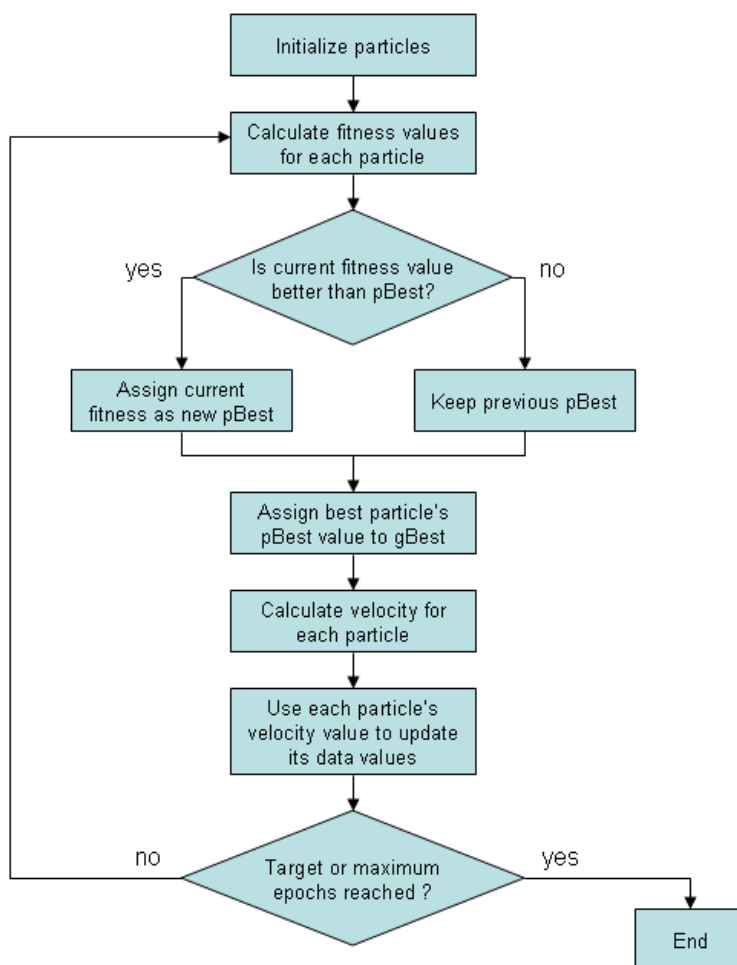 Initialize particles
Calculate fitness values
for each particle
yes
Is current fitness value
better than pBest?
no
Assign current
fitness as new pBest
Keep previous pBest
Assign best particle's
pBest value to gBest
Calculate velocity for
each particle
Use each particle's
velocity value to update
its data values
no
Target or maximum
epochs reached ?
yes
End